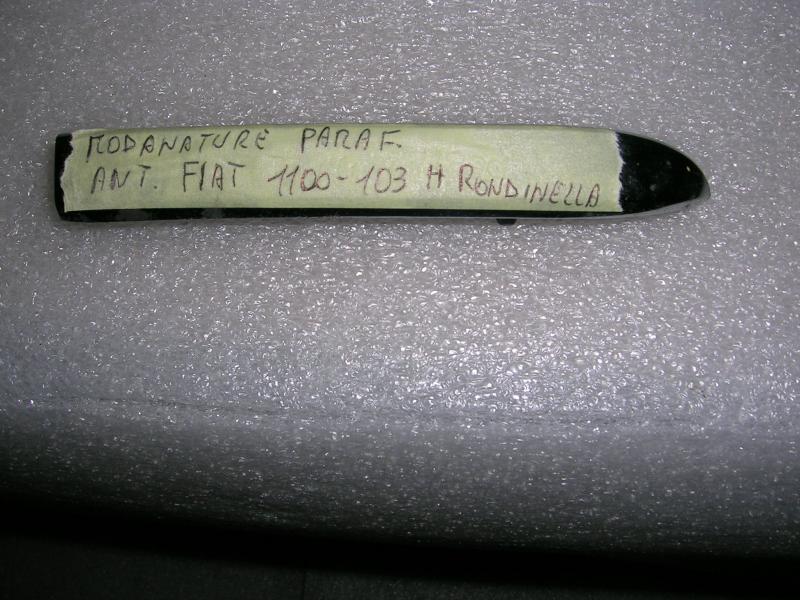 MODANATURE PARAF.
ANT. FIAT 1100-103 H RONDINELLA